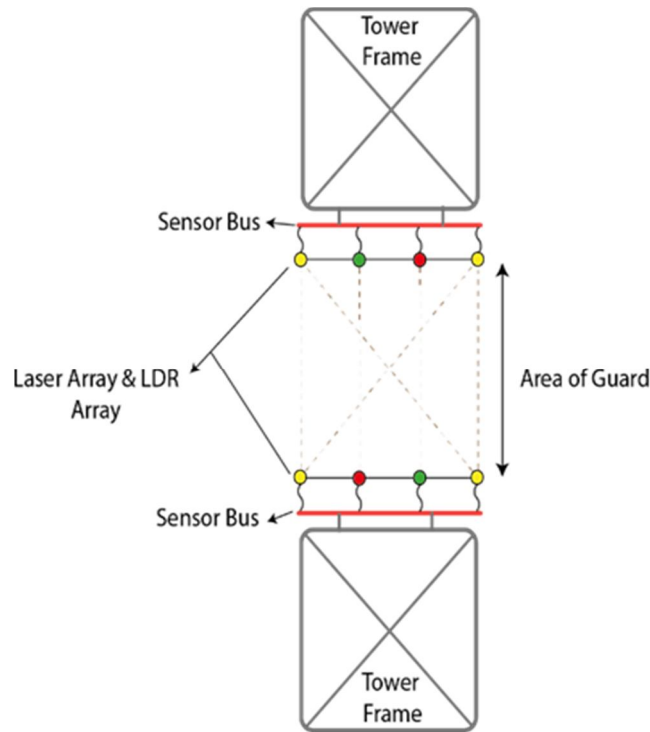 Tower
Frame
Sensor Bus
Laser Array & LDR
Array
Area of Guard
Sensor Bus
Tower
Frame